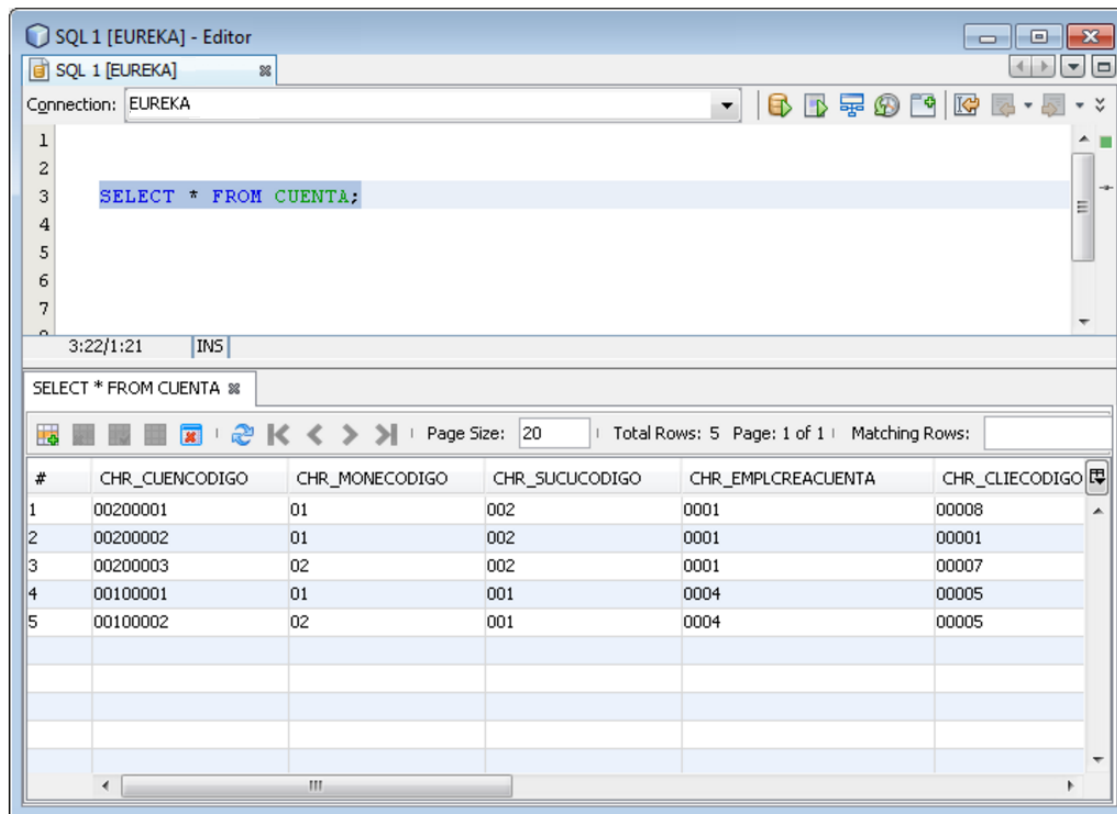 SQL 1 [EUREKA] - Editor
SQL 1 [EUREKA]
Connection: EUREKA
1
2
3 SELECT * FROM CUENTA;
4
5
6
7
3:22/1:21 INS
SELECT * FROM CUENTA
Page Size: 20 Total Rows: 5 Page: 1 of 1 Matching Rows:
# CHR_CUENCODIGO CHR_MONECODIGO CHR_SUCUCODIGO CHR_EMPLCREACUENTA CHR_CLIECODIGO
1 00200001 01 002 0001 00008
2 00200002 01 002 0001 00001
3 00200003 02 002 0001 00007
4 00100001 01 001 0004 00005
5 00100002 02 001 0004 00005